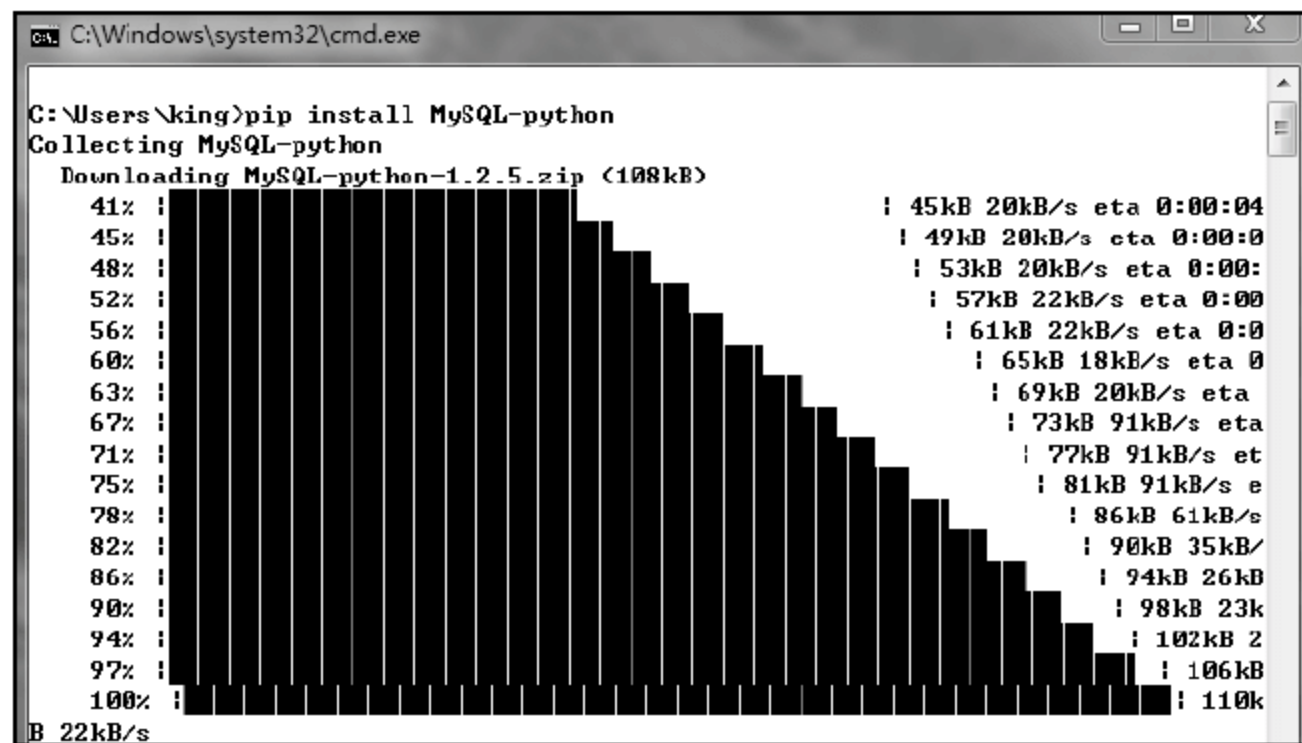 C:\Windows\system32\cmd.exe
C:\Users\king>pip install MySQL-python
Collecting MySQL-python
Downloading MySQL-python-1.2.5.zip (108kB)
41% | | 45kB 20kB/s eta 0:00:04
45% | | 49kB 20kB/s eta 0:00:0
48% | | 53kB 20kB/s eta 0:00:
52% | | 57kB 22kB/s eta 0:00
56% | | 61kB 22kB/s eta 0:0
60% | | 65kB 18kB/s eta 0
63% | | 69kB 20kB/s eta
67% | | 73kB 91kB/s eta
71% | | 77kB 91kB/s et
75% | | 81kB 91kB/s e
78% | | 86kB 61kB/s
82% | | 90kB 35kB/
86% | | 94kB 26kB
90% | | 98kB 23k
94% | | 102kB 2
97% | | 106kB
100% | | 110k
B 22kB/s